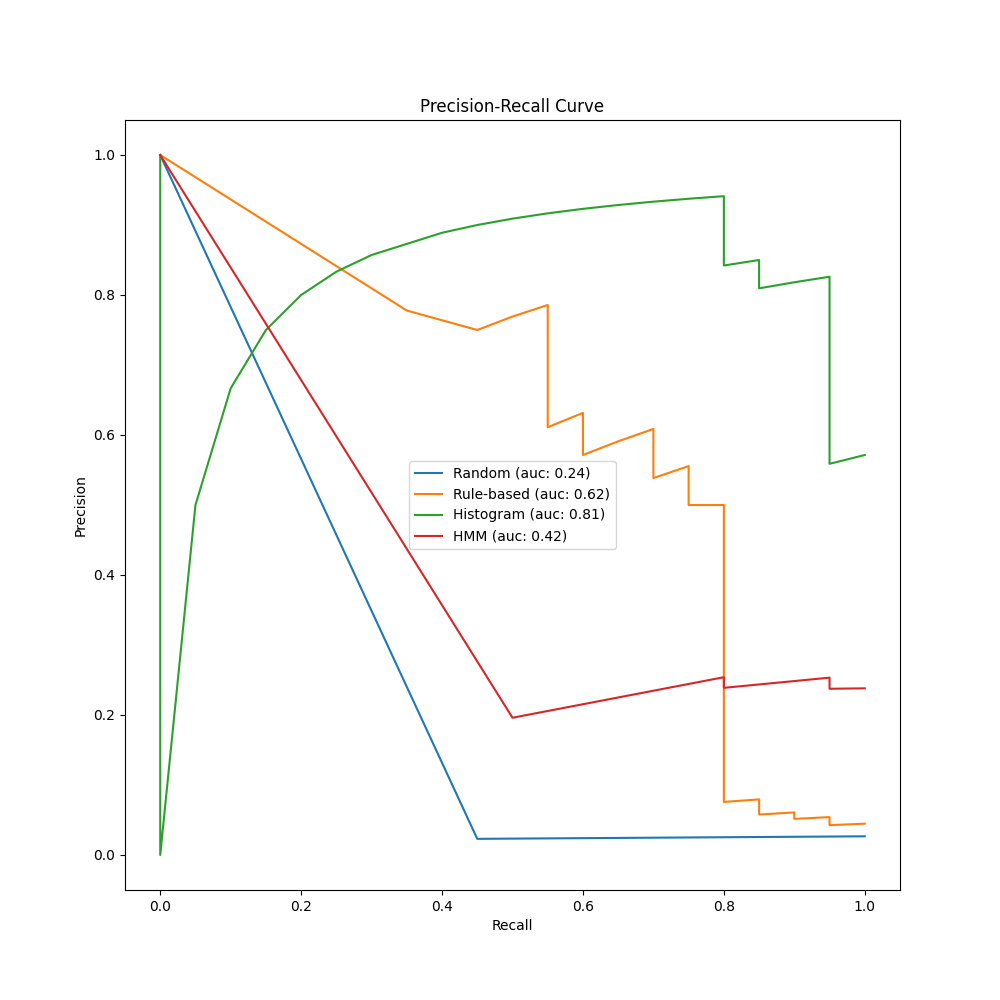 Precision-Recall Curve
1.0
0.8
0.6
0.4
0.2
0.0
Precision
Random (auc: 0.24)
Rule-based (auc: 0.62)
Histogram (auc: 0.81)
HMM (auc: 0.42)
0.0 0.2 0.4 0.6 0.8 1.0
Recall